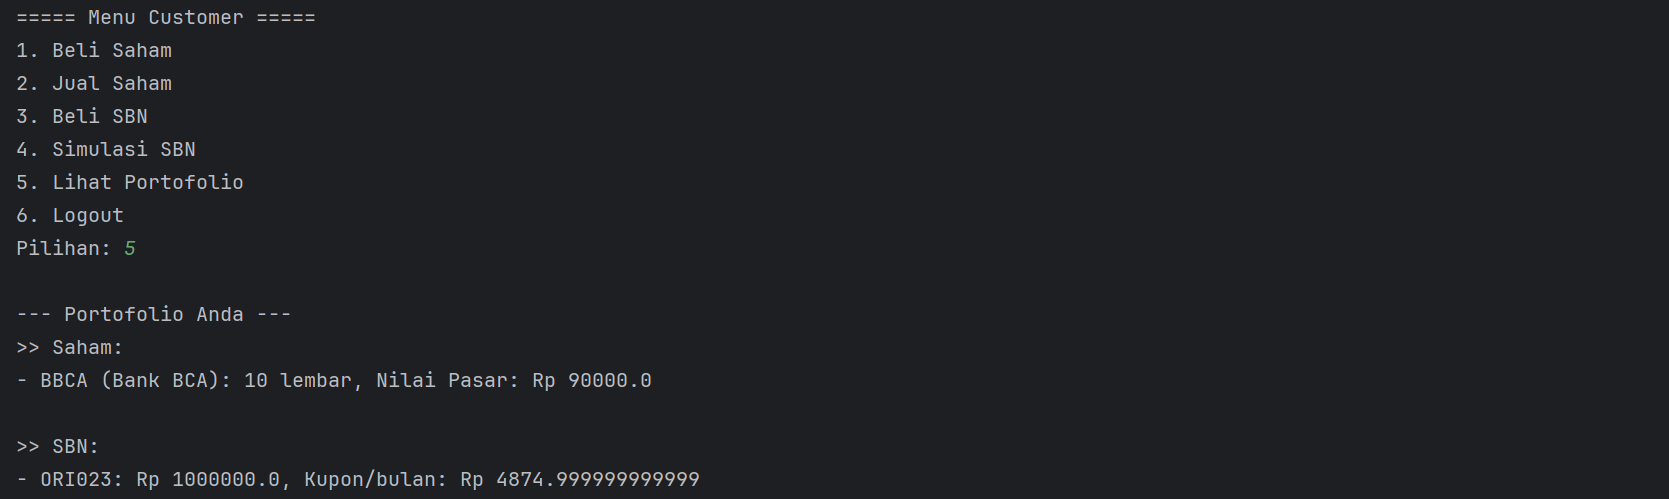 ===== Menu Customer =====
1. Beli Saham
2. Jual Saham
3. Beli SBN
4. Simulasi SBN
5. Lihat Portofolio
6. Logout
Pilihan: 5
--- Portofolio Anda ---
>> Saham:
- BBCA (Bank BCA): 10 lembar, Nilai Pasar: Rp 90000.0
>> SBN:
- ORI023: Rp 1000000.0, Kupon/bulan: Rp 4874.999999999999